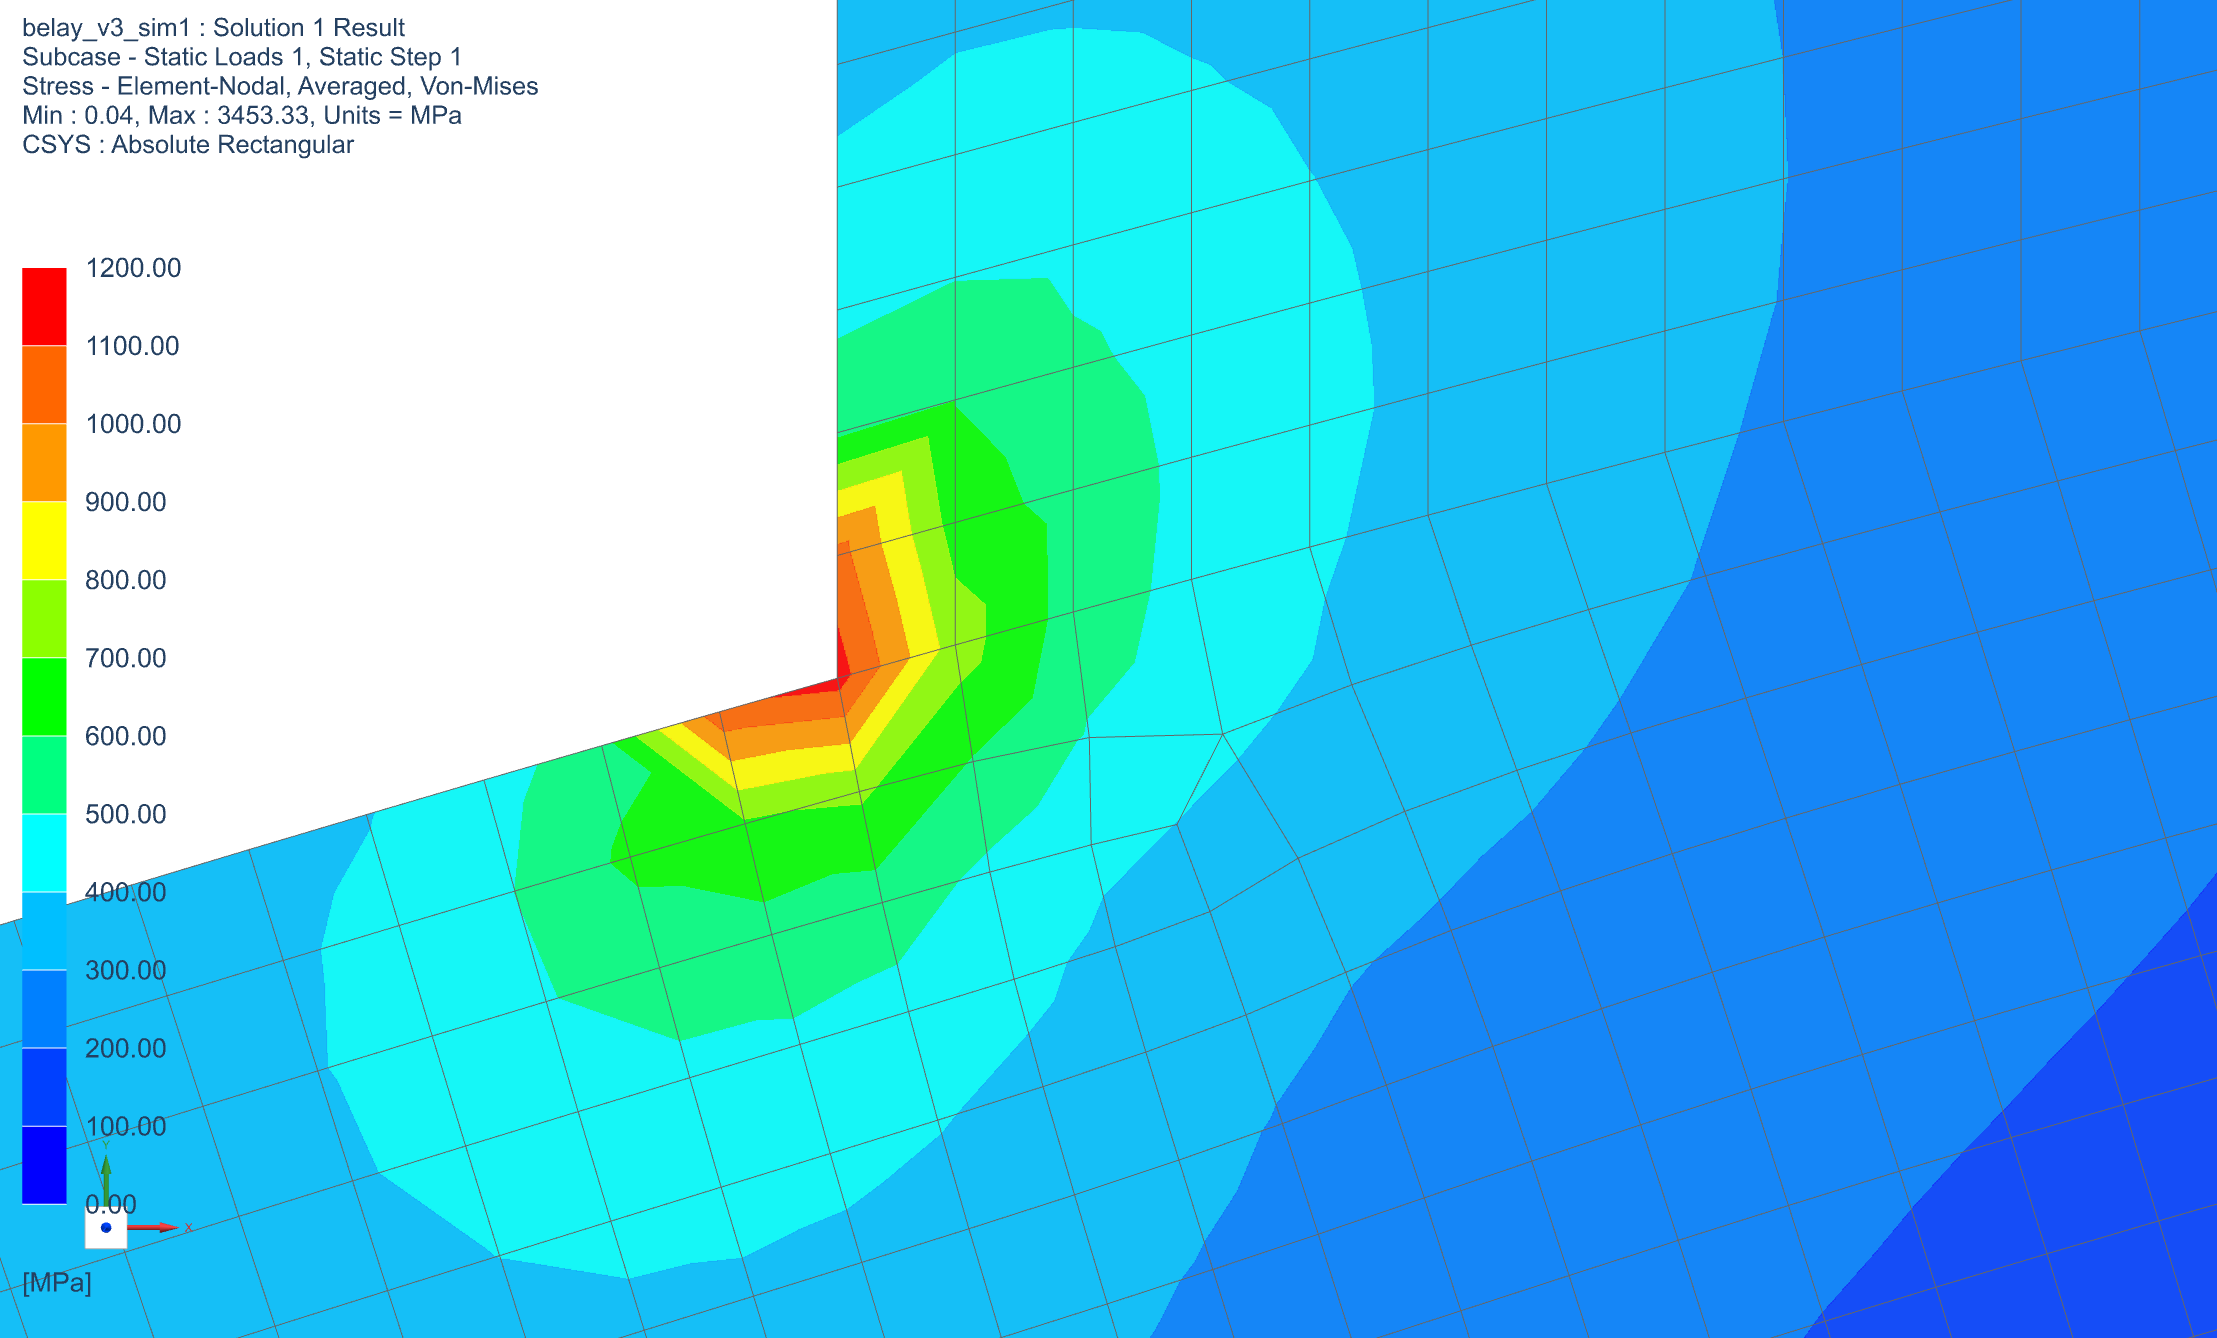 belay_v3_sim1 : Solution 1 Result
Subcase - Static Loads 1, Static Step 1
Stress - Element-Nodal, Averaged, Von-Mises
Min : 0.04, Max : 3453.33, Units = MPa
CSYS : Absolute Rectangular
1200.00
1100.00
1000.00
900.00
800.00
700.00
600.00
500.00
400.00
300.00
200.00
100.00
Y
0.00
X
[MPa]